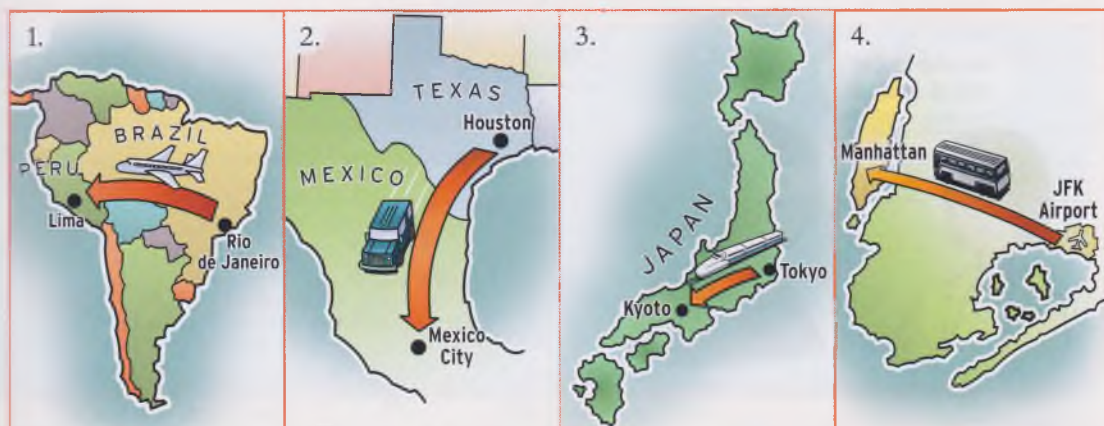 1.
BRAZIL
PERU
Lima
Rio
de Janeiro
2.
TEXAS
Houston
MEXICO
Mexico
City
3.
JAPAN
Tokyo
Kyoto
4.
Manhattan
JFK
Airport